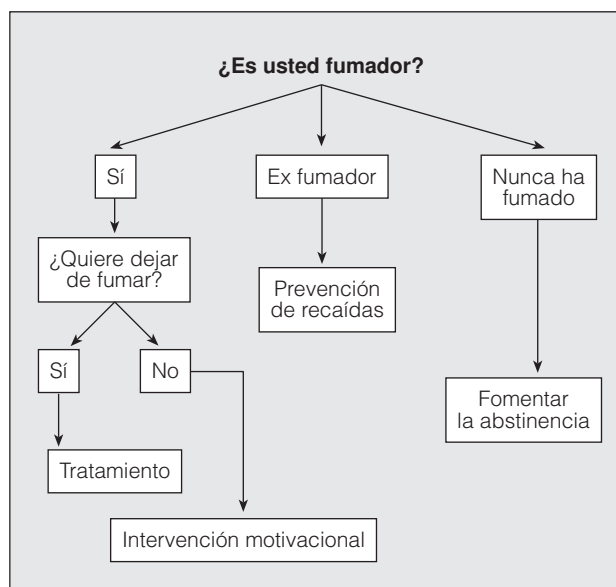 ¿Es usted fumador?
Sí
Ex fumador
Nunca ha
fumado
¿Quiere dejar
de fumar?
Prevención
de recaídas
Sí
No
Fomentar
la abstinencia
Tratamiento
Intervención motivacional